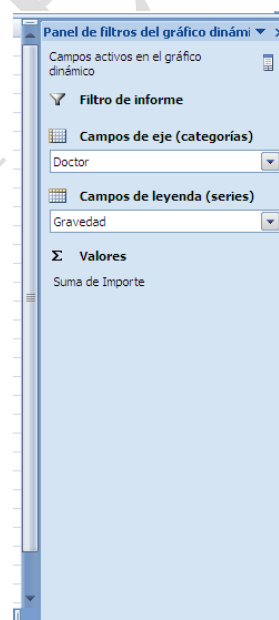 Panel de filtros del gráfico dinámi
Campos activos en el gráfico
dinámico
Filtro de informe
Campos de eje (categorías)
Doctor
Campos de leyenda (series)
Gravedad
Σ Valores
Suma de Importe